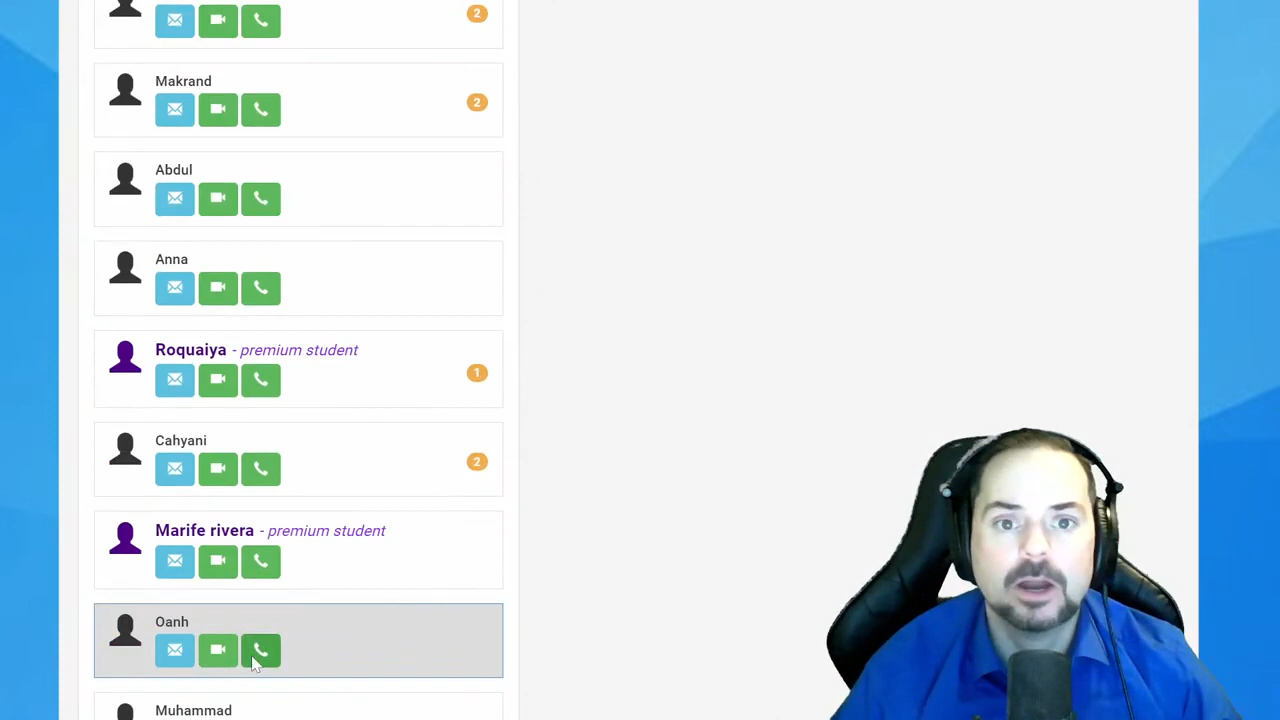 2
Makrand
2
Abdul
Anna
Roquaiya - premium student
1
Cahyani
2
Marife rivera - premium student
Oanh
Muhammad